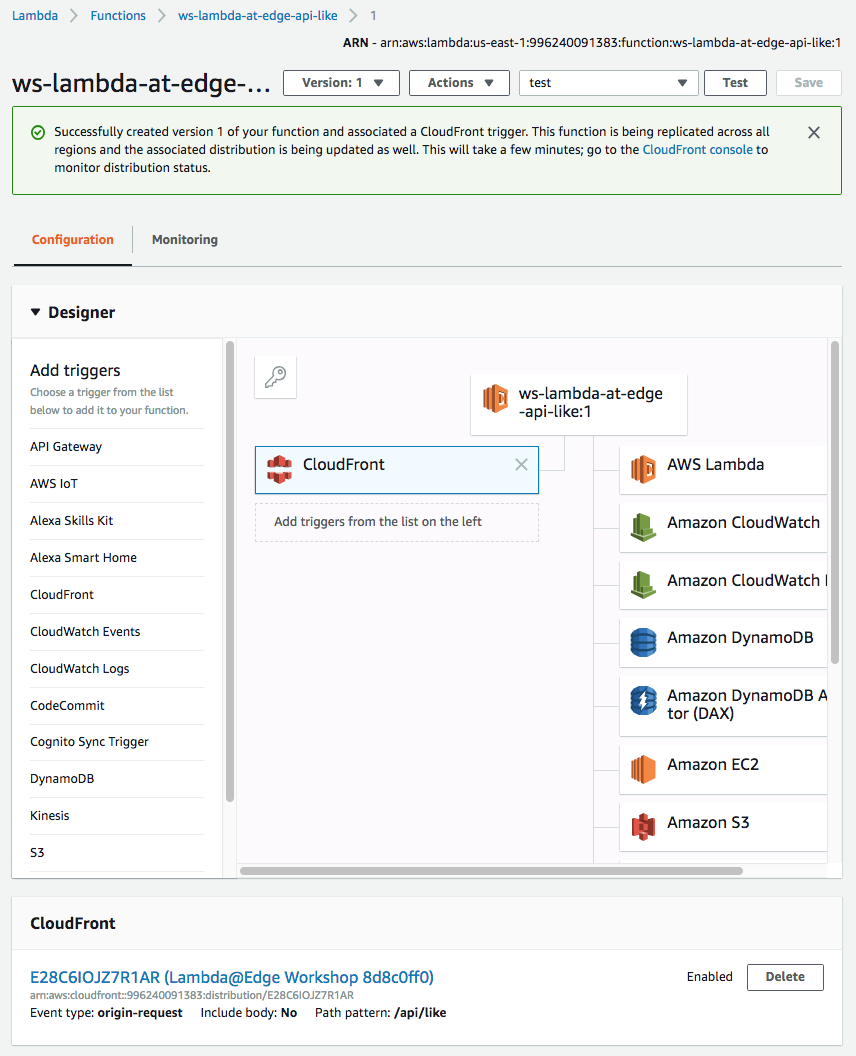 Lambda > Functions > ws-lambda-at-edge-api-like > 1
ARN - arn:aws:lambda:us-east-1:996240091383:function:ws-lambda-at-edge-api-like:1
ws-lambda-at-edge-... Version: 1 Actions test Test Save
Successfully created version 1 of your function and associated a CloudFront trigger. This function is being replicated across all
regions and the associated distribution is being updated as well. This will take a few minutes; go to the CloudFront console to
monitor distribution status.
Configuration Monitoring
Designer
Add triggers
Choose a trigger from the list
below to add it to your function.
API Gateway
AWS IoT
Alexa Skills Kit
Alexa Smart Home
CloudFront
CloudWatch Events
CloudWatch Logs
CodeCommit
Cognito Sync Trigger
DynamoDB
Kinesis
S3
ws-lambda-at-edge
-api-like:1
CloudFront
Add triggers from the list on the left
AWS Lambda
Amazon CloudWatch
Amazon CloudWatch
Amazon DynamoDB
Amazon DynamoDB A
tor (DAX)
Amazon EC2
Amazon S3
CloudFront
E28C6IOJZ7R1AR (Lambda@Edge Workshop 8d8c0ff0) Enabled Delete
arn:aws:cloudfront::996240091383:distribution/E28C6IOJZ7R1AR
Event type: origin-request Include body: No Path pattern: /api/like